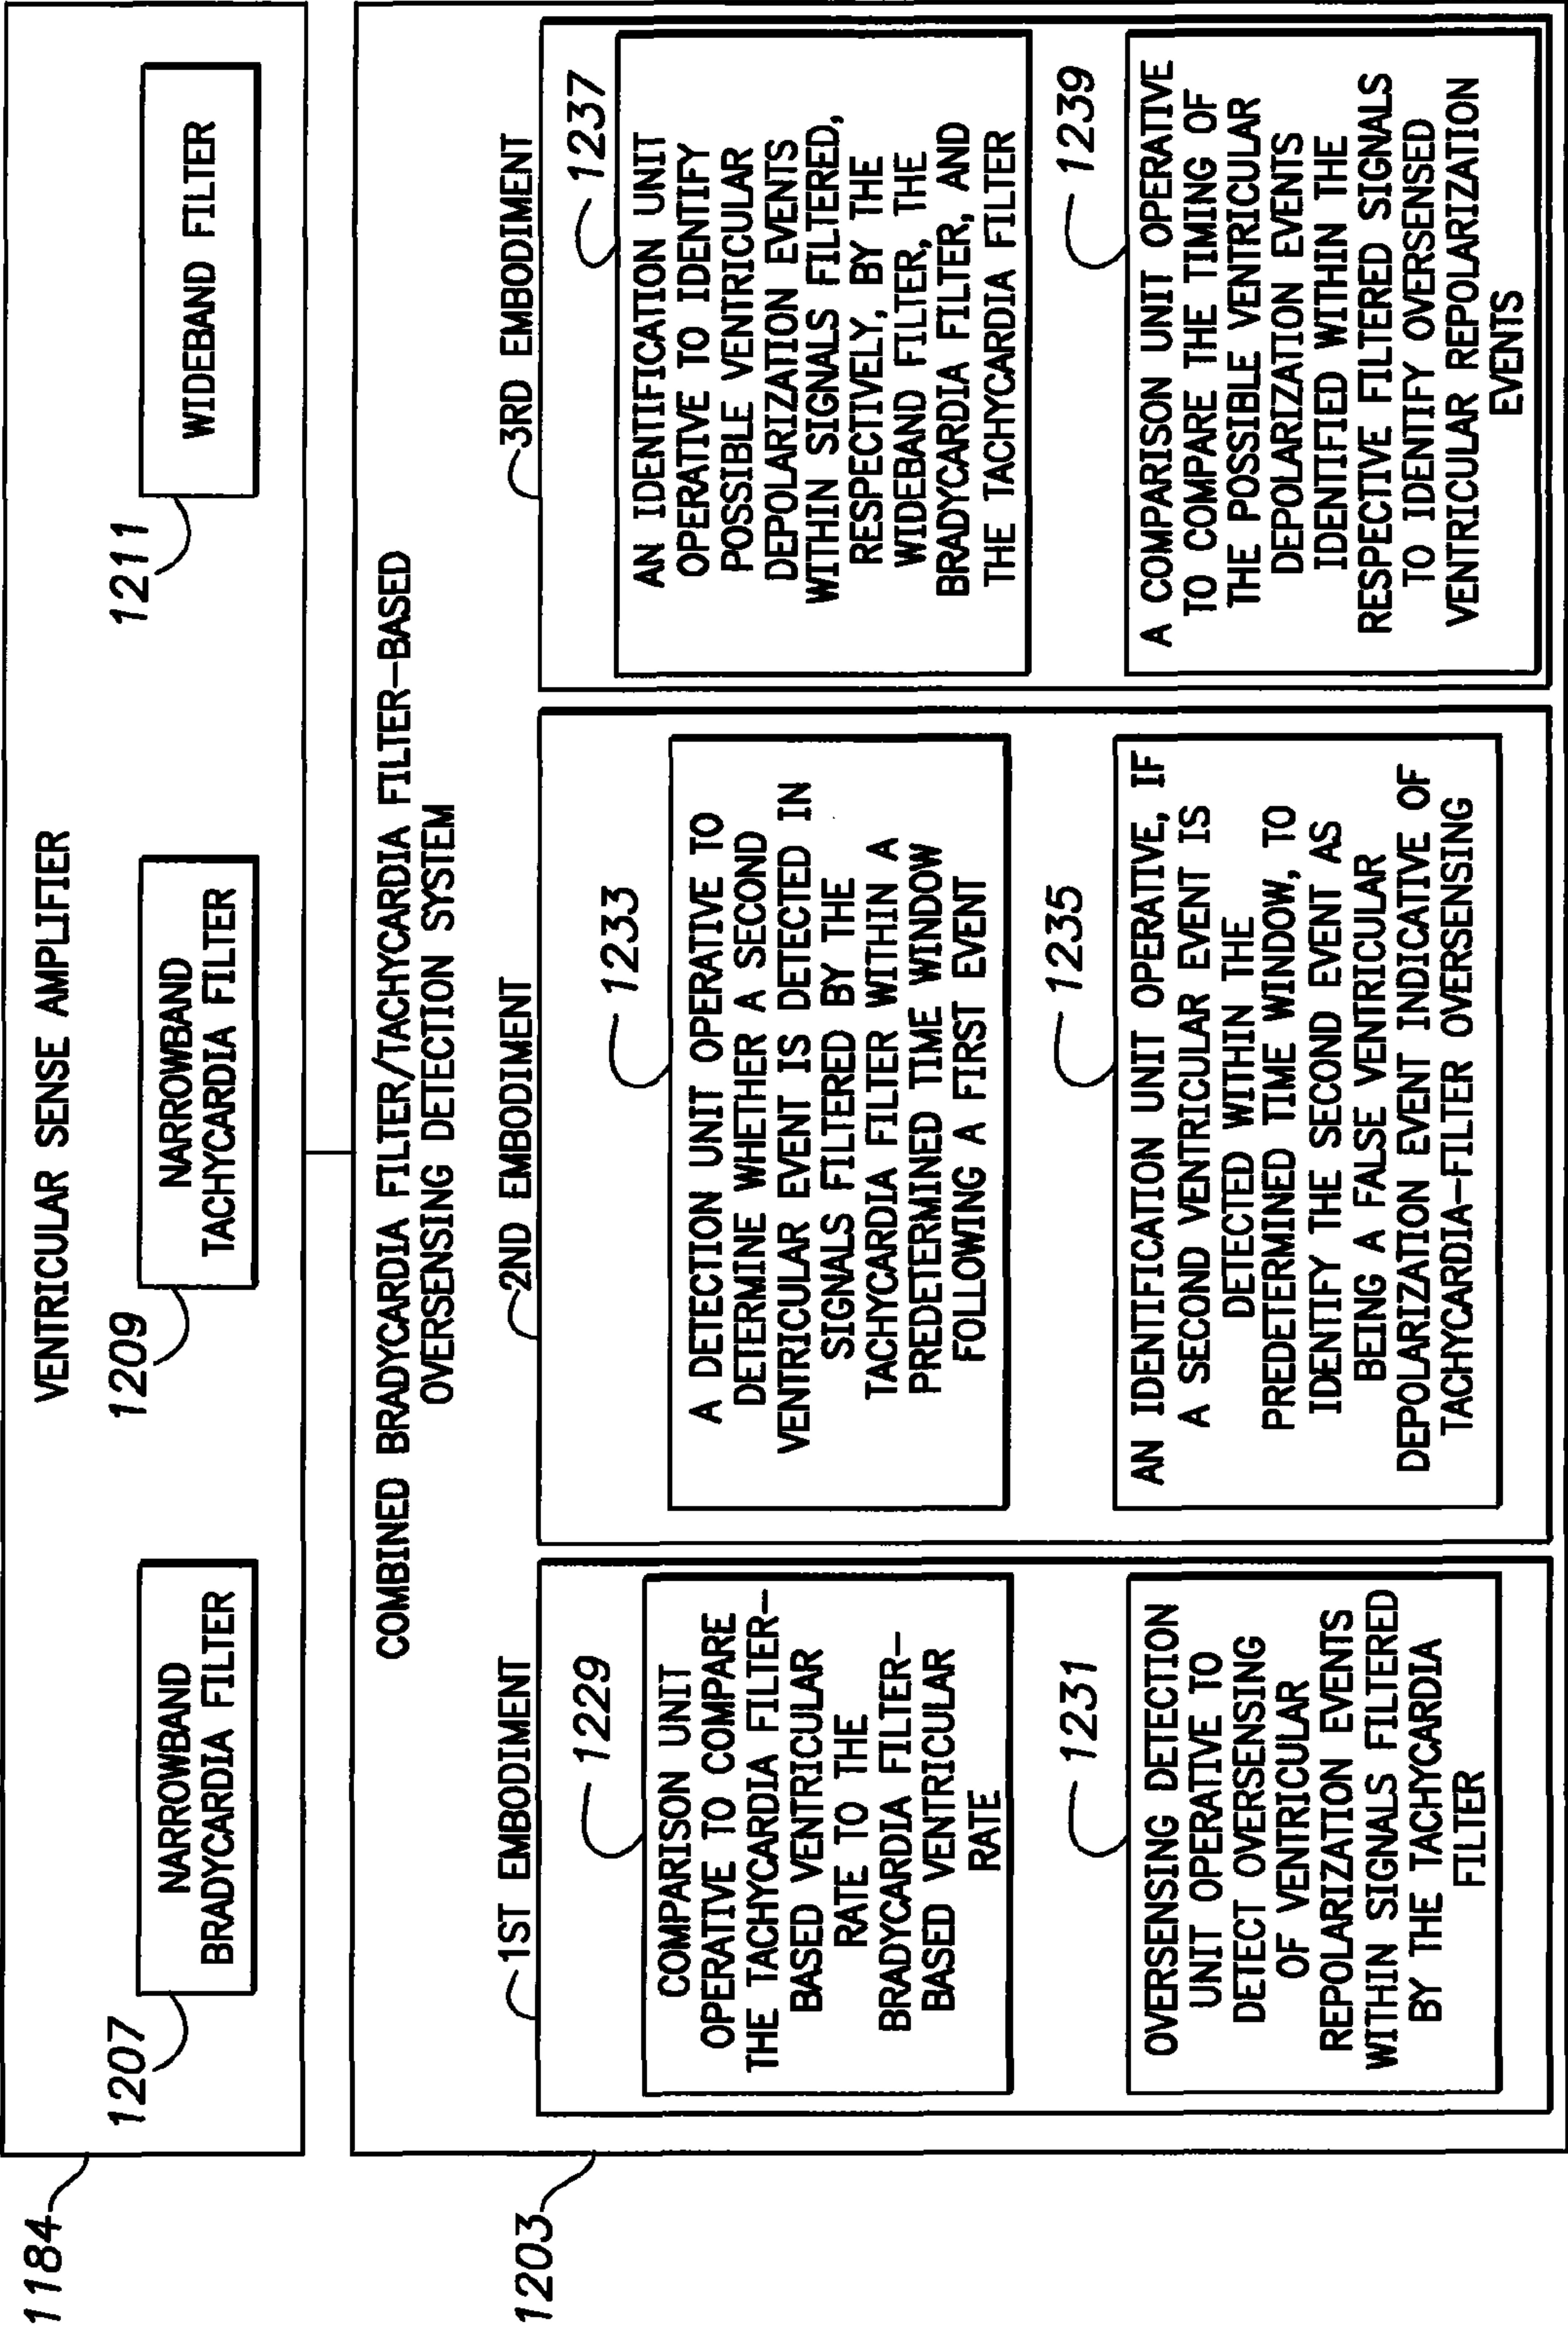 1184
VENTRICULAR SENSE AMPLIFIER
1207
NARROWBAND
BRADYCARDIA FILTER
1209
NARROWBAND
TACHYCARDIA FILTER
1211
WIDEBAND FILTER
1203
COMBINED BRADYCARDIA FILTER/TACHYCARDIA FILTER–BASED
OVERSENSING DETECTION SYSTEM
1ST EMBODIMENT
1229
COMPARISON UNIT
OPERATIVE TO COMPARE
THE TACHYCARDIA FILTER–
BASED VENTRICULAR
RATE TO THE
BRADYCARDIA FILTER–
BASED VENTRICULAR
RATE
1231
OVERSENSING DETECTION
UNIT OPERATIVE TO
DETECT OVERSENSING
OF VENTRICULAR
REPOLARIZATION EVENTS
WITHIN SIGNALS FILTERED
BY THE TACHYCARDIA
FILTER
2ND EMBODIMENT
1233
A DETECTION UNIT OPERATIVE TO
DETERMINE WHETHER A SECOND
VENTRICULAR EVENT IS DETECTED IN
SIGNALS FILTERED BY THE
TACHYCARDIA FILTER WITHIN A
PREDETERMINED TIME WINDOW
FOLLOWING A FIRST EVENT
1235
AN IDENTIFICATION UNIT OPERATIVE, IF
A SECOND VENTRICULAR EVENT IS
DETECTED WITHIN THE
PREDETERMINED TIME WINDOW, TO
IDENTIFY THE SECOND EVENT AS
BEING A FALSE VENTRICULAR
DEPOLARIZATION EVENT INDICATIVE OF
TACHYCARDIA–FILTER OVERSENSING
3RD EMBODIMENT
1237
AN IDENTIFICATION UNIT
OPERATIVE TO IDENTIFY
POSSIBLE VENTRICULAR
DEPOLARIZATION EVENTS
WITHIN SIGNALS FILTERED,
RESPECTIVELY, BY THE
WIDEBAND FILTER, THE
BRADYCARDIA FILTER, AND
THE TACHYCARDIA FILTER
1239
A COMPARISON UNIT OPERATIVE
TO COMPARE THE TIMING OF
THE POSSIBLE VENTRICULAR
DEPOLARIZATION EVENTS
IDENTIFIED WITHIN THE
RESPECTIVE FILTERED SIGNALS
TO IDENTIFY OVERSENSED
VENTRICULAR REPOLARIZATION
EVENTS